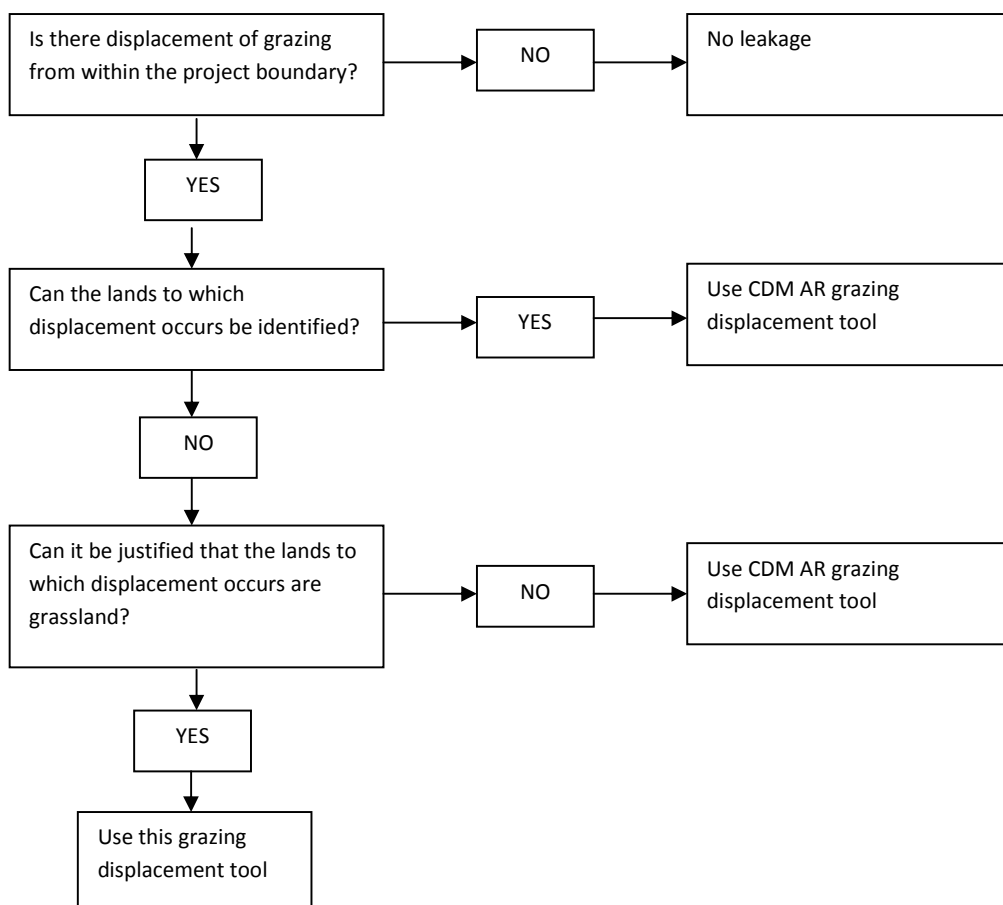 Is there displacement of grazing
from within the project boundary?
NO
No leakage
YES
Can the lands to which
displacement occurs be identified?
YES
Use CDM AR grazing
displacement tool
NO
Can it be justified that the lands to
which displacement occurs are
grassland?
NO
Use CDM AR grazing
displacement tool
YES
Use this grazing
displacement tool